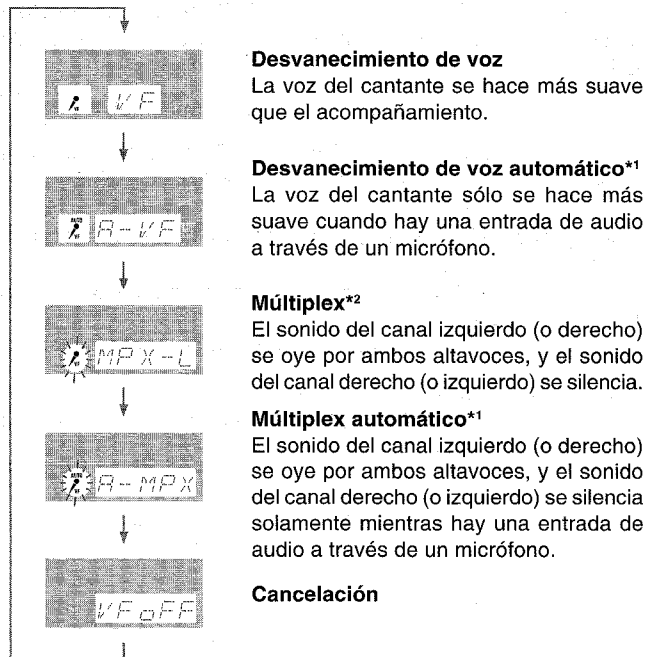 Desvanecimiento de voz
La voz del cantante se hace más suave
que el acompañamiento.
VF
Desvanecimiento de voz automático*1
La voz del cantante sólo se hace más
suave cuando hay una entrada de audio
a través de un micrófono.
AUTO
A-VF
Múltiplex*2
El sonido del canal izquierdo (o derecho)
se oye por ambos altavoces, y el sonido
del canal derecho (o izquierdo) se silencia.
MPX-L
Múltiplex automático*1
El sonido del canal izquierdo (o derecho)
se oye por ambos altavoces, y el sonido
del canal derecho (o izquierdo) se silencia
solamente mientras hay una entrada de
audio a través de un micrófono.
AUTO
A-MPX
Cancelación
VFoFF